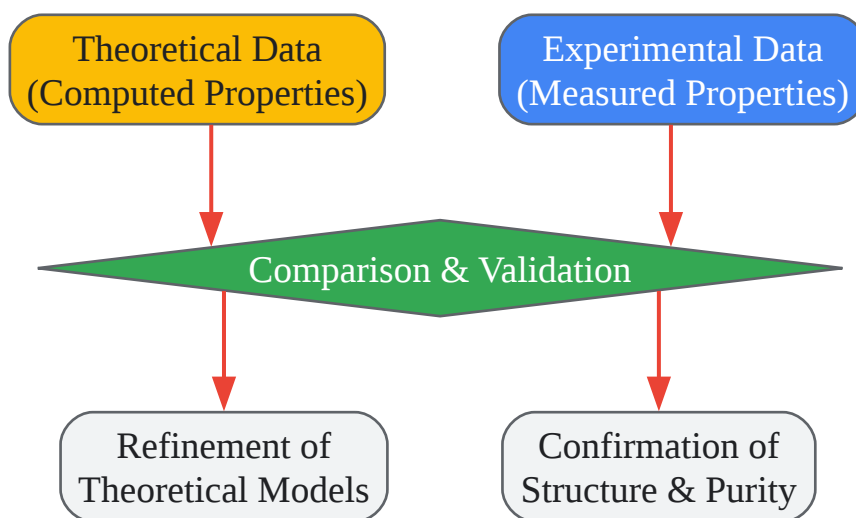 Theoretical Data
(Computed Properties)
Experimental Data
(Measured Properties)
Comparison & Validation
Refinement of
Theoretical Models
Confirmation of
Structure & Purity